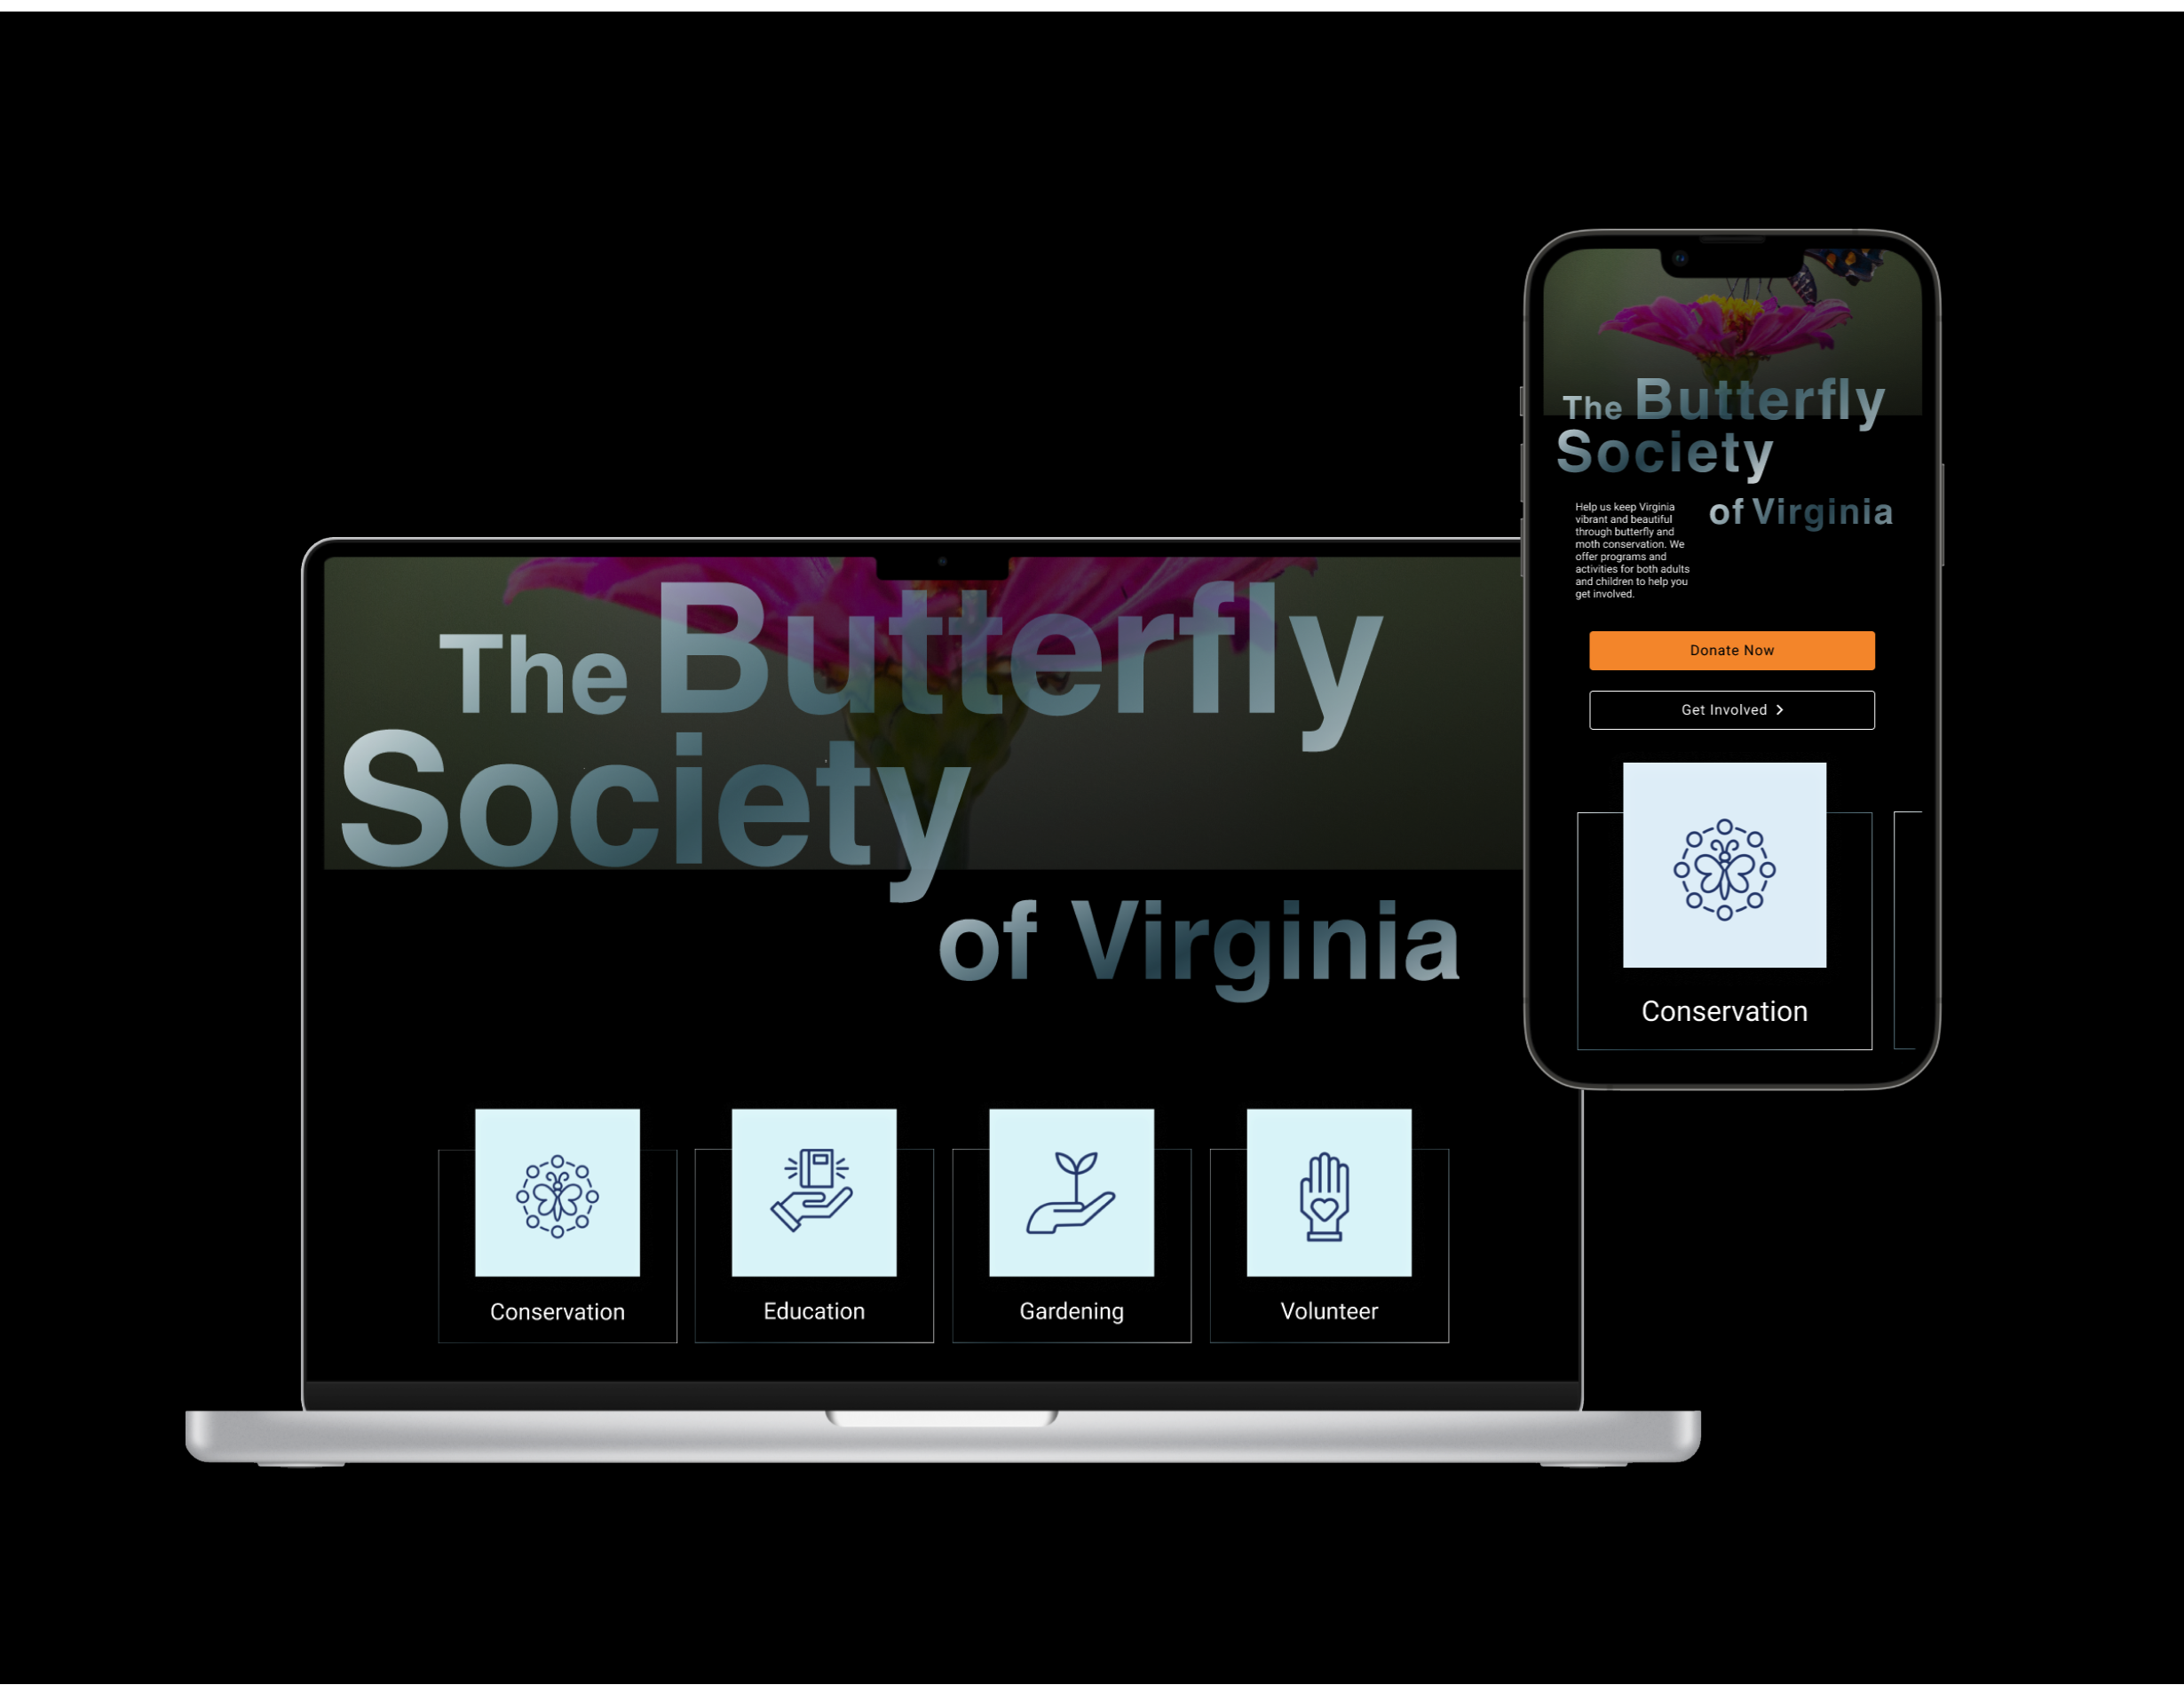 The Butterfly
Society
of Virginia
Conservation
Education
Gardening
Volunteer
The Butterfly
Society
of Virginia
Help us keep Virginia
vibrant and beautiful
through butterfly and
moth conservation. We
offer programs and
activities for both adults
and children to help you
get involved.
Donate Now
Get Involved
Conservation